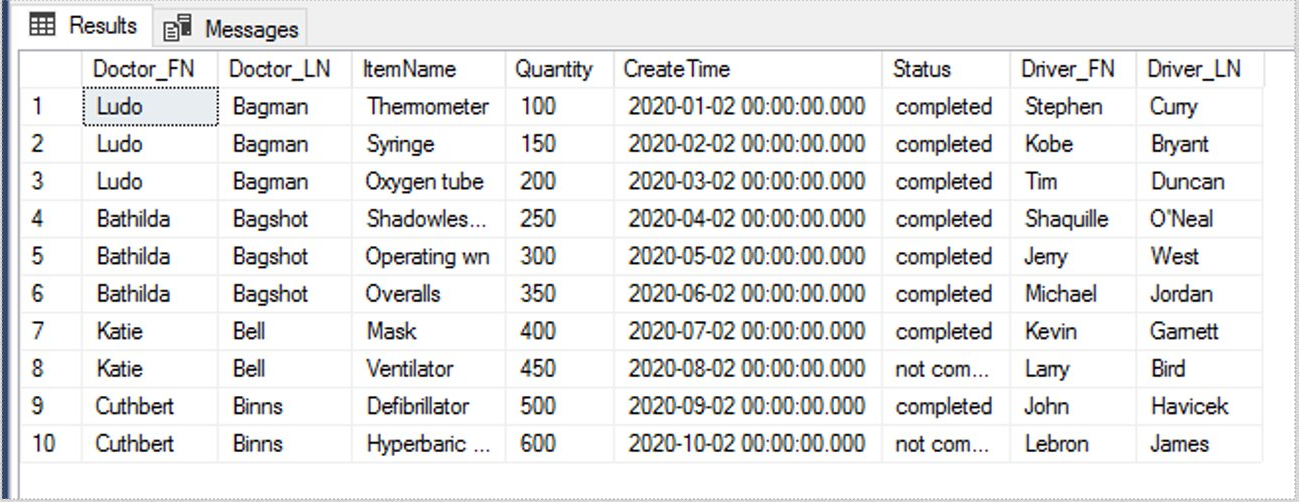 Results Messages
Doctor_FN Doctor_LN ItemName Quantity CreateTime Status Driver_FN Driver_LN
1 Ludo Bagman Thermometer 100 2020-01-02 00:00:00.000 completed Stephen Curry
2 Ludo Bagman Syringe 150 2020-02-02 00:00:00.000 completed Kobe Bryant
3 Ludo Bagman Oxygen tube 200 2020-03-02 00:00:00.000 completed Tim Duncan
4 Bathilda Bagshot Shadowles... 250 2020-04-02 00:00:00.000 completed Shaquille O'Neal
5 Bathilda Bagshot Operating wn 300 2020-05-02 00:00:00.000 completed Jerry West
6 Bathilda Bagshot Overalls 350 2020-06-02 00:00:00.000 completed Michael Jordan
7 Katie Bell Mask 400 2020-07-02 00:00:00.000 completed Kevin Garnett
8 Katie Bell Ventilator 450 2020-08-02 00:00:00.000 not com... Larry Bird
9 Cuthbert Binns Defibrillator 500 2020-09-02 00:00:00.000 completed John Havicek
10 Cuthbert Binns Hyperbaric ... 600 2020-10-02 00:00:00.000 not com... Lebron James